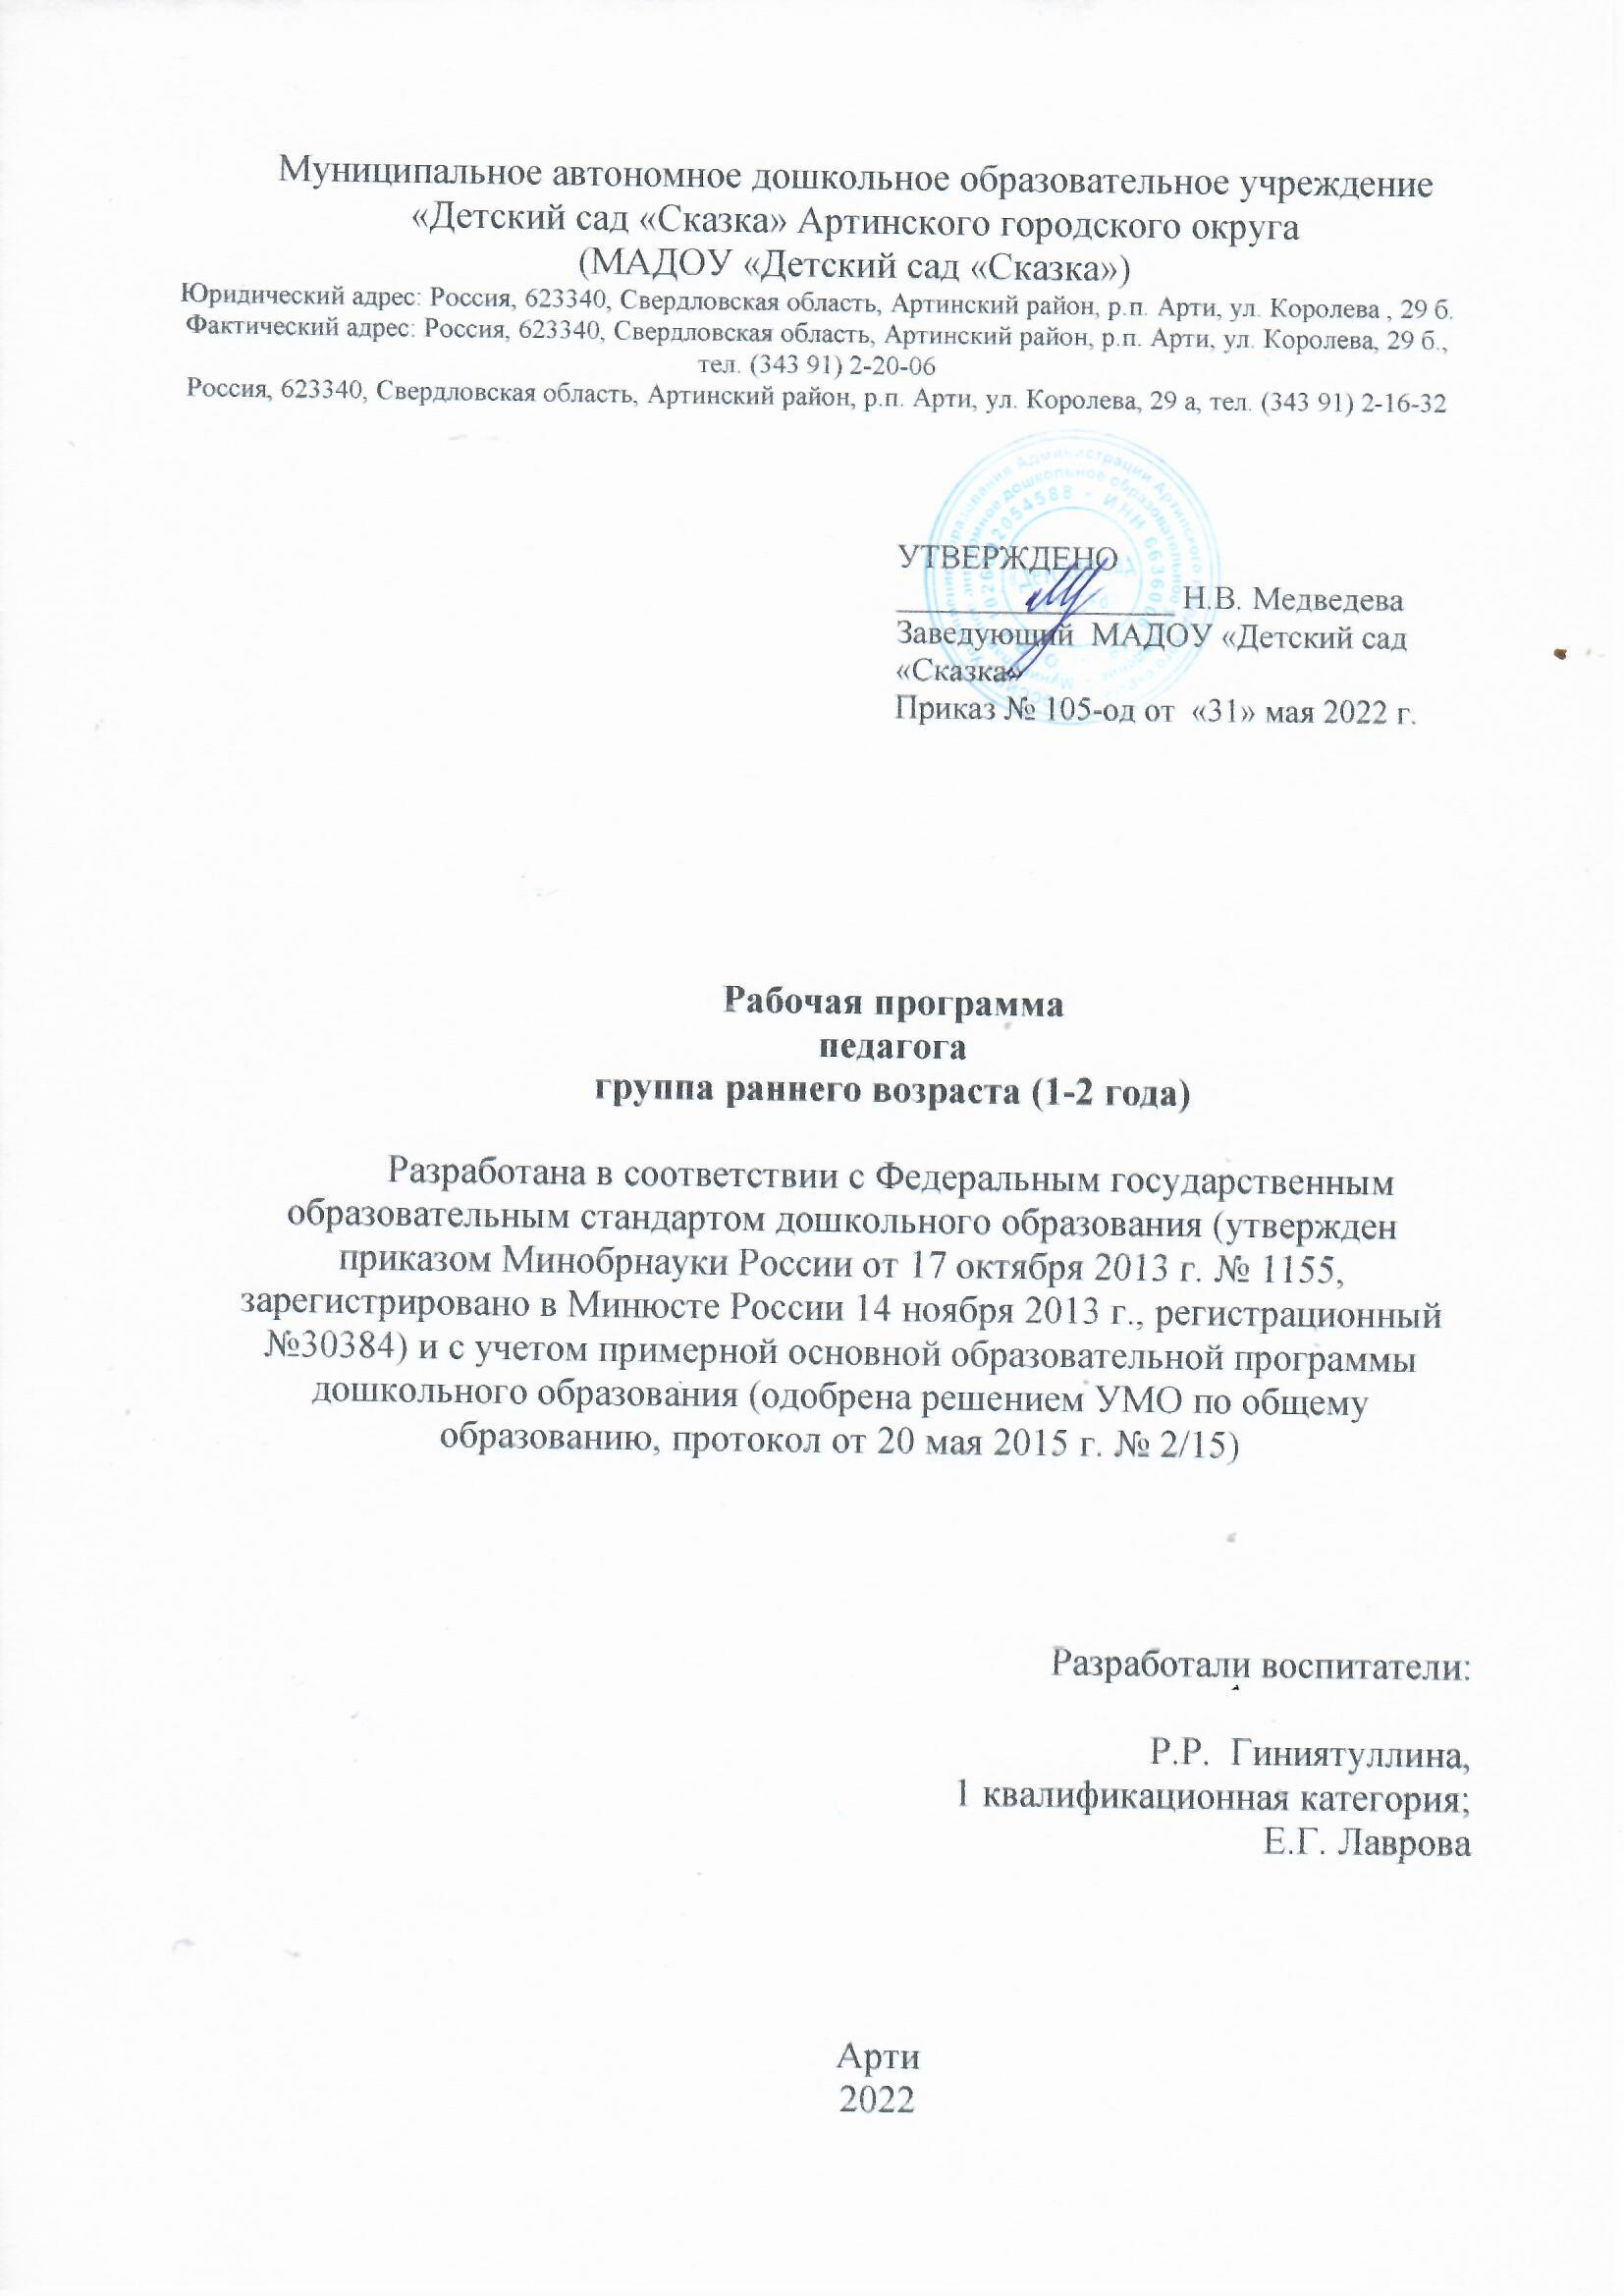 Муниципальное автономное дошкольное образовательное учреждение
«Детский сад «Сказка» Артинского городского округа
(МАДОУ «Детский сад «Сказка»)
Юридический адрес: Россия, 623340, Свердловская область, Артинский район, р.п. Арти, ул. Королева , 29 б.
Фактический адрес: Россия, 623340, Свердловская область, Артинский район, р.п. Арти, ул. Королева, 29 б.,
тел. (343 91) 2-20-06
Россия, 623340, Свердловская область, Артинский район, р.п. Арти, ул. Королева, 29 а, тел. (343 91) 2-16-32
УТВЕРЖДЕНО
Н.В. Медведева
Заведующий МАДОУ «Детский сад
«Сказка»
Приказ № 105-од от «31» мая 2022 г.
Рабочая программа
педагога
группа раннего возраста (1-2 года)
Разработана в соответствии с Федеральным государственным
образовательным стандартом дошкольного образования (утвержден
приказом Минобрнауки России от 17 октября 2013 г. № 1155,
зарегистрировано в Минюсте России 14 ноября 2013 г., регистрационный
№30384) и с учетом примерной основной образовательной программы
дошкольного образования (одобрена решением УМО по общему
образованию, протокол от 20 мая 2015 г. № 2/15)
Разработали воспитатели:
Р.Р. Гиниятуллина,
1 квалификационная категория;
Е.Г. Лаврова
Арти
2022